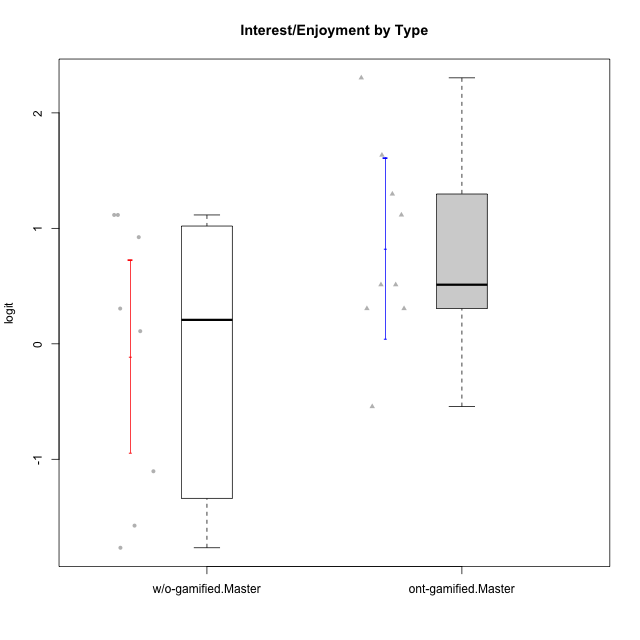 Interest/Enjoyment by Type
logit
2
1
0
-1
w/o-gamified.Master
ont-gamified.Master